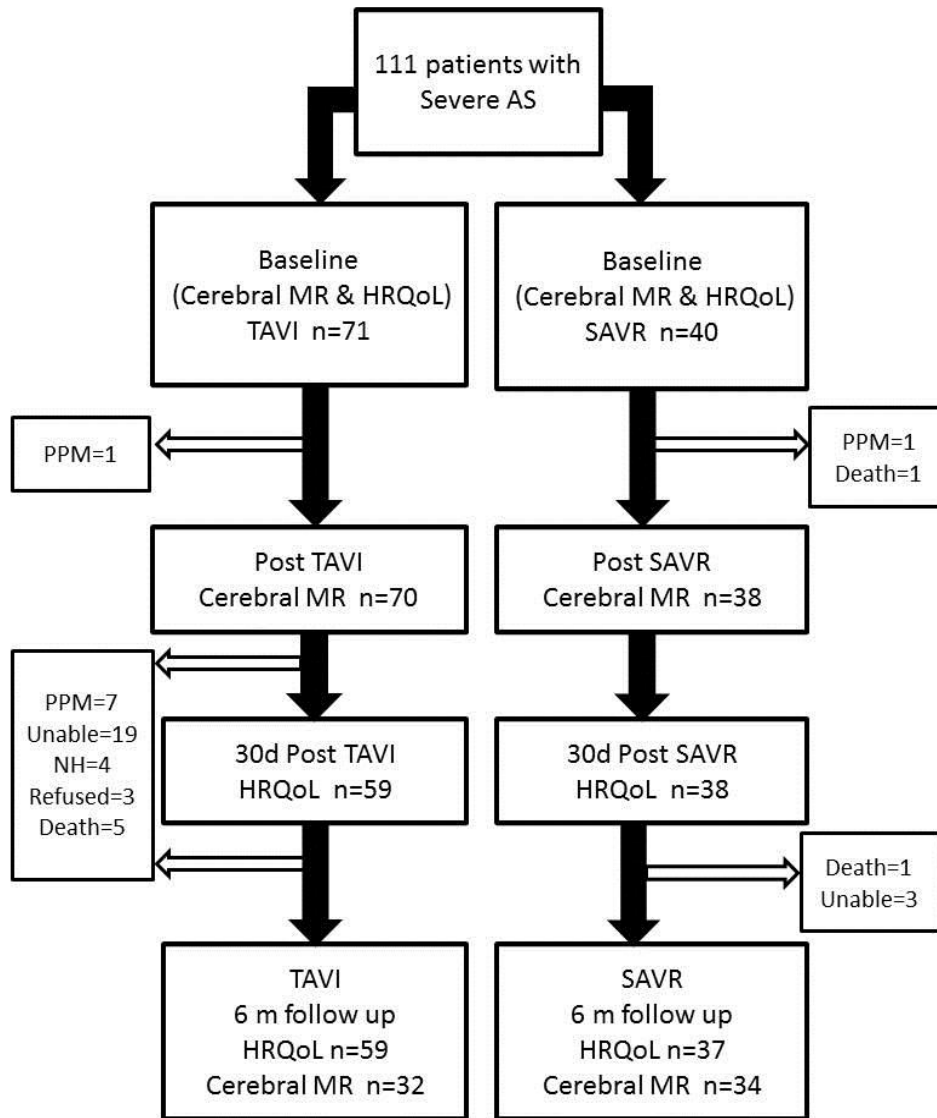 111 patients with
Severe AS
Baseline
(Cerebral MR & HRQoL)
TAVI n=71
Baseline
(Cerebral MR & HRQoL)
SAVR n=40
PPM=1
PPM=1
Death=1
Post TAVI
Cerebral MR n=70
Post SAVR
Cerebral MR n=38
PPM=7
Unable=19
NH=4
Refused=3
Death=5
30d Post TAVI
HRQoL n=59
30d Post SAVR
HRQoL n=38
Death=1
Unable=3
TAVI
6 m follow up
HRQoL n=59
Cerebral MR n=32
SAVR
6 m follow up
HRQoL n=37
Cerebral MR n=34